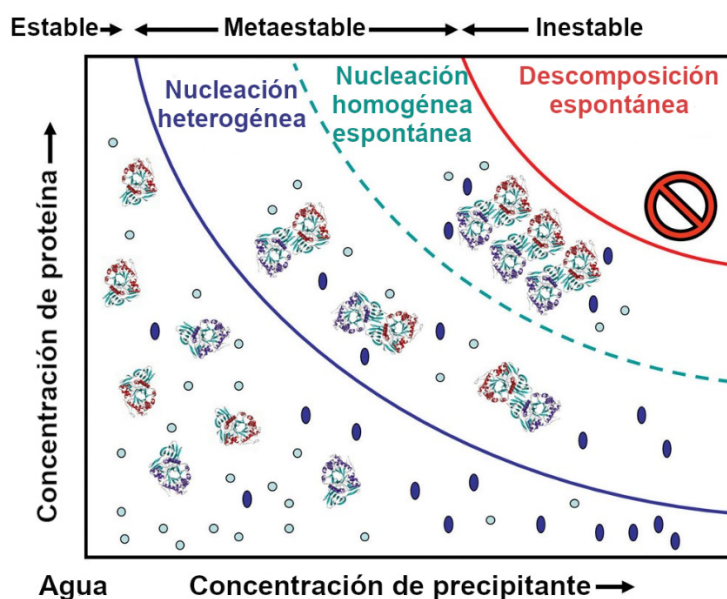 Estable Metaestable Inestable
Nucleación
heterogénea
Nucleación
homogénea
espontánea
Descomposición
espontánea
Concentración de proteína
Agua Concentración de precipitante